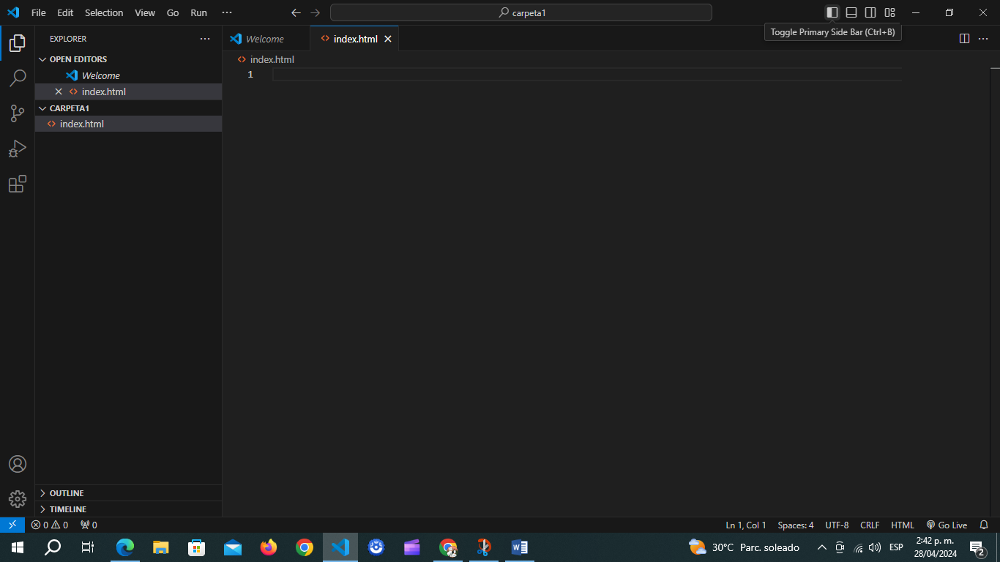 File Edit Selection View Go Run ···
carpeta1
Toggle Primary Side Bar (Ctrl+B)
EXPLORER
Welcome
index.html
OPEN EDITORS
index.html
Welcome
1
index.html
CARPETA1
index.html
OUTLINE
TIMELINE
0 0 0
Ln 1, Col 1 Spaces: 4 UTF-8 CRLF HTML Go Live
30°C Parc. soleado
ESP
2:42 p. m.
28/04/2024
2